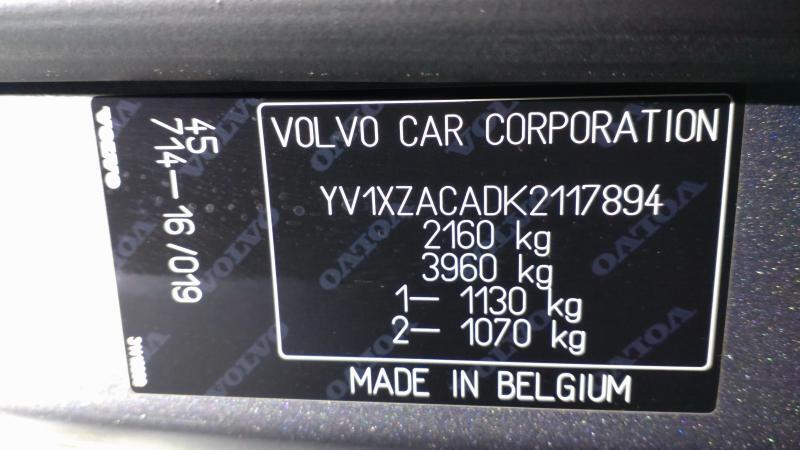 VOLVO CAR CORPORATION
YV1XZACADK2117894
2160 kg
3960 kg
1— 1130 kg
2— 1070 kg
MADE IN BELGIUM
45
714—16/019
VOLVO